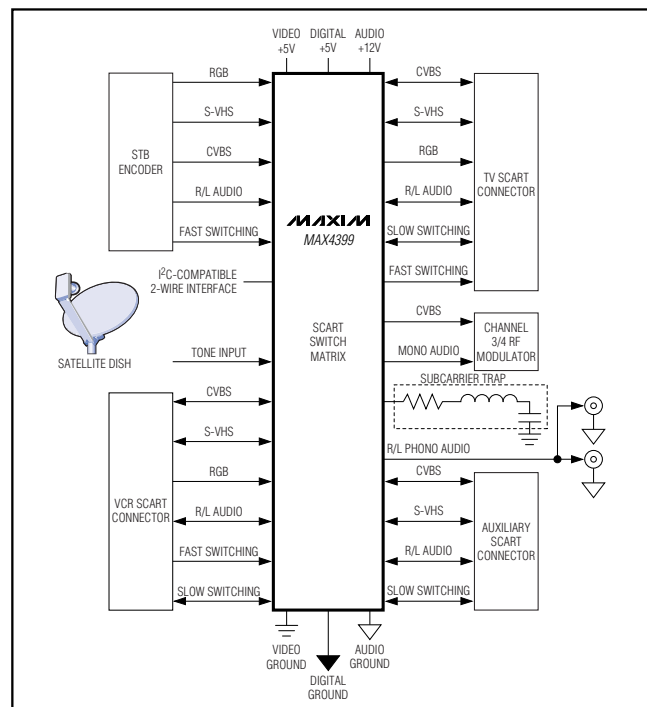 VIDEO
+5V
DIGITAL
+5V
AUDIO
+12V
STB
ENCODER
RGB
S-VHS
CVBS
R/L AUDIO
FAST SWITCHING
I²C-COMPATIBLE
2-WIRE INTERFACE
SATELLITE DISH
TONE INPUT
VCR SCART
CONNECTOR
CVBS
S-VHS
RGB
R/L AUDIO
FAST SWITCHING
SLOW SWITCHING
MAXIM
MAX4399
SCART
SWITCH
MATRIX
CVBS
S-VHS
RGB
R/L AUDIO
SLOW SWITCHING
FAST SWITCHING
TV SCART
CONNECTOR
CVBS
MONO AUDIO
CHANNEL
3/4 RF
MODULATOR
SUBCARRIER TRAP
R/L PHONO AUDIO
CVBS
S-VHS
R/L AUDIO
SLOW SWITCHING
AUXILIARY
SCART
CONNECTOR
VIDEO
GROUND
DIGITAL
GROUND
AUDIO
GROUND